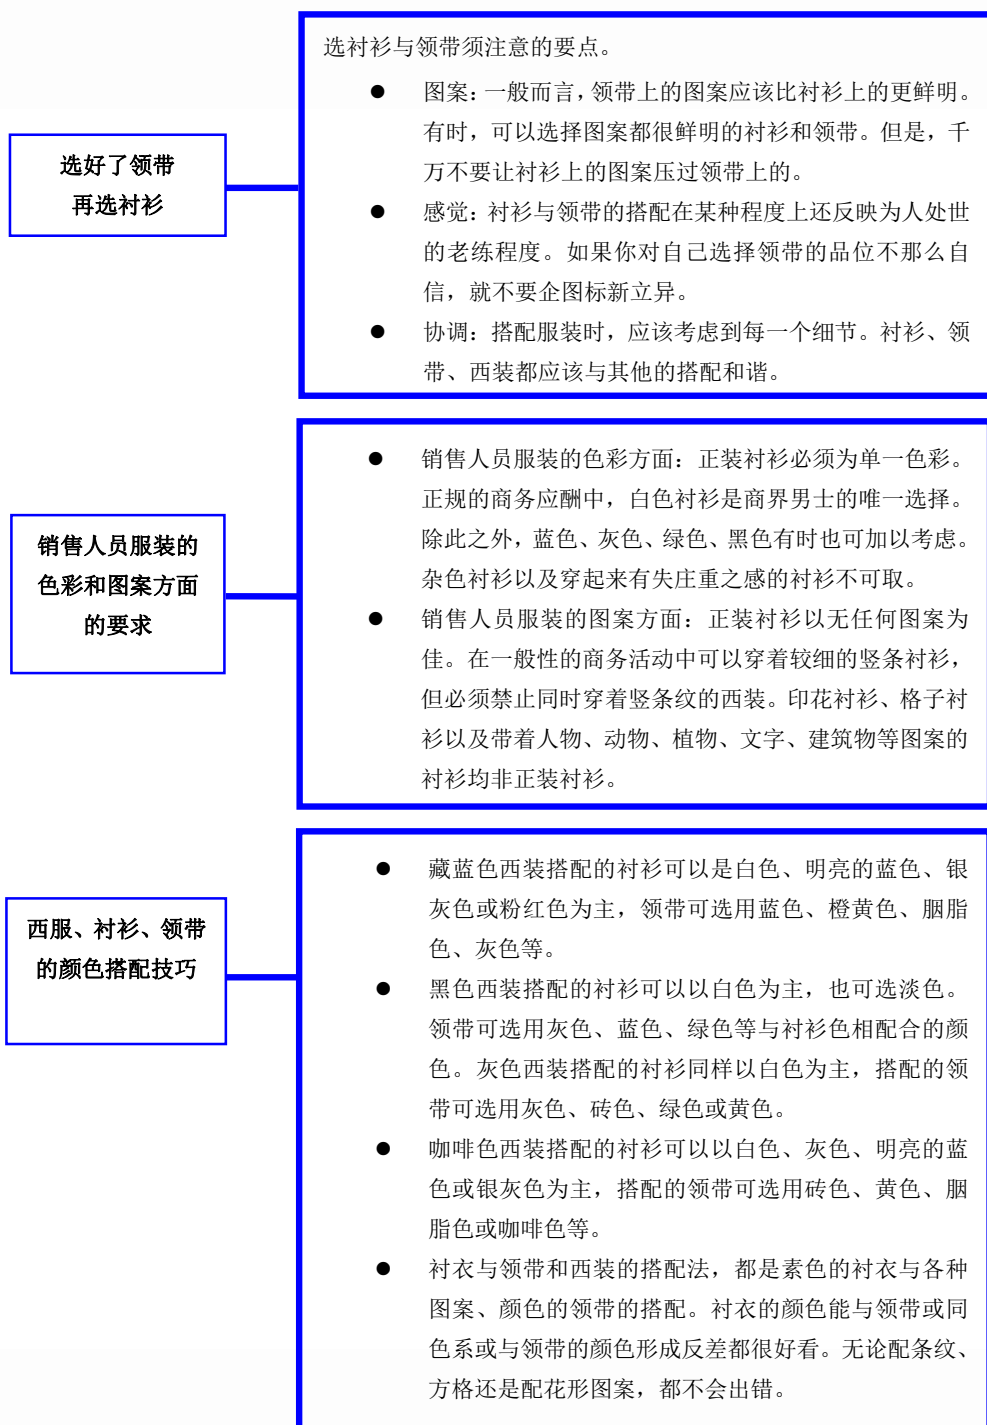 选好了领带
再选衬衫
选衬衫与领带须注意的要点。
● 图案：一般而言，领带上的图案应该比衬衫上的更鲜明。
有时，可以选择图案都很鲜明的衬衫和领带。但是，千
万不要让衬衫上的图案压过领带上的。
● 感觉：衬衫与领带的搭配在某种程度上还反映为人处世
的老练程度。如果你对自己选择领带的品位不那么自
信，就不要企图标新立异。
● 协调：搭配服装时，应该考虑到每一个细节。衬衫、领
带、西装都应该与其他的搭配和谐。
销售人员服装的
色彩和图案方面
的要求
● 销售人员服装的色彩方面：正装衬衫必须为单一色彩。
正规的商务应酬中，白色衬衫是商界男士的唯一选择。
除此之外，蓝色、灰色、绿色、黑色有时也可加以考虑。
杂色衬衫以及穿起来有失庄重之感的衬衫不可取。
● 销售人员服装的图案方面：正装衬衫以无任何图案为
佳。在一般性的商务活动中可以穿着较细的竖条衬衫，
但必须禁止同时穿着竖条纹的西装。印花衬衫、格子衬
衫以及带着人物、动物、植物、文字、建筑物等图案的
衬衫均非正装衬衫。
西服、衬衫、领带
的颜色搭配技巧
● 藏蓝色西装搭配的衬衫可以是白色、明亮的蓝色、银
灰色或粉红色为主，领带可选用蓝色、橙黄色、胭脂
色、灰色等。
● 黑色西装搭配的衬衫可以以白色为主，也可选淡色。
领带可选用灰色、蓝色、绿色等与衬衫色相配合的颜
色。灰色西装搭配的衬衫同样以白色为主，搭配的领
带可选用灰色、砖色、绿色或黄色。
● 咖啡色西装搭配的衬衫可以以白色、灰色、明亮的蓝
色或银灰色为主，搭配的领带可选用砖色、黄色、胭
脂色或咖啡色等。
● 衬衣与领带和西装的搭配法，都是素色的衬衣与各种
图案、颜色的领带的搭配。衬衣的颜色能与领带或同
色系或与领带的颜色形成反差都很好看。无论配条纹、
方格还是配花形图案，都不会出错。